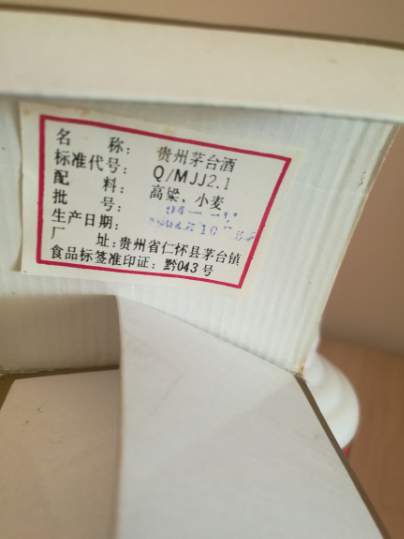 名 称：贵州茅台酒
标准代号：Q/MJJ2.1
配 料：高粱、小麦
批 号：94
生产日期：
厂 址：贵州省仁怀县茅台镇
食品标签准印证：黔043号